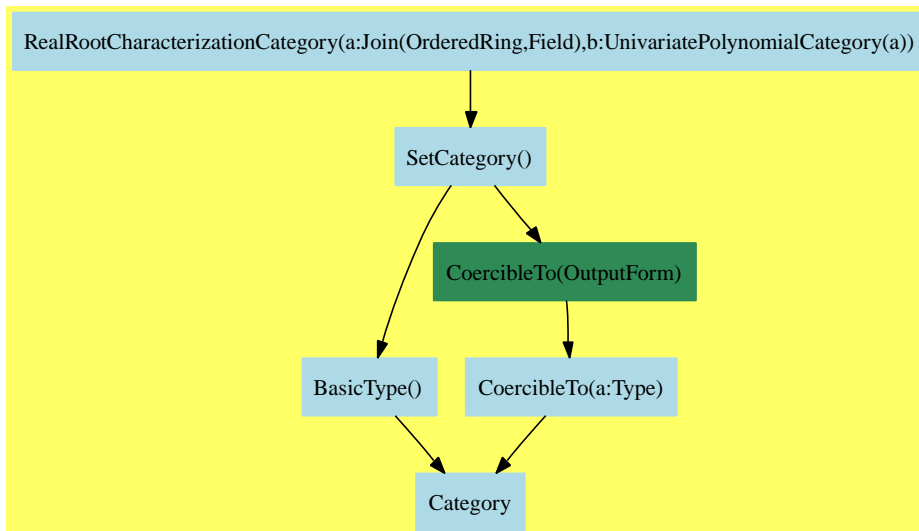 RealRootCharacterizationCategory(a:Join(OrderedRing,Field),b:UnivariatePolynomialCategory(a))
SetCategory()
CoercibleTo(OutputForm)
BasicType()
CoercibleTo(a:Type)
Category